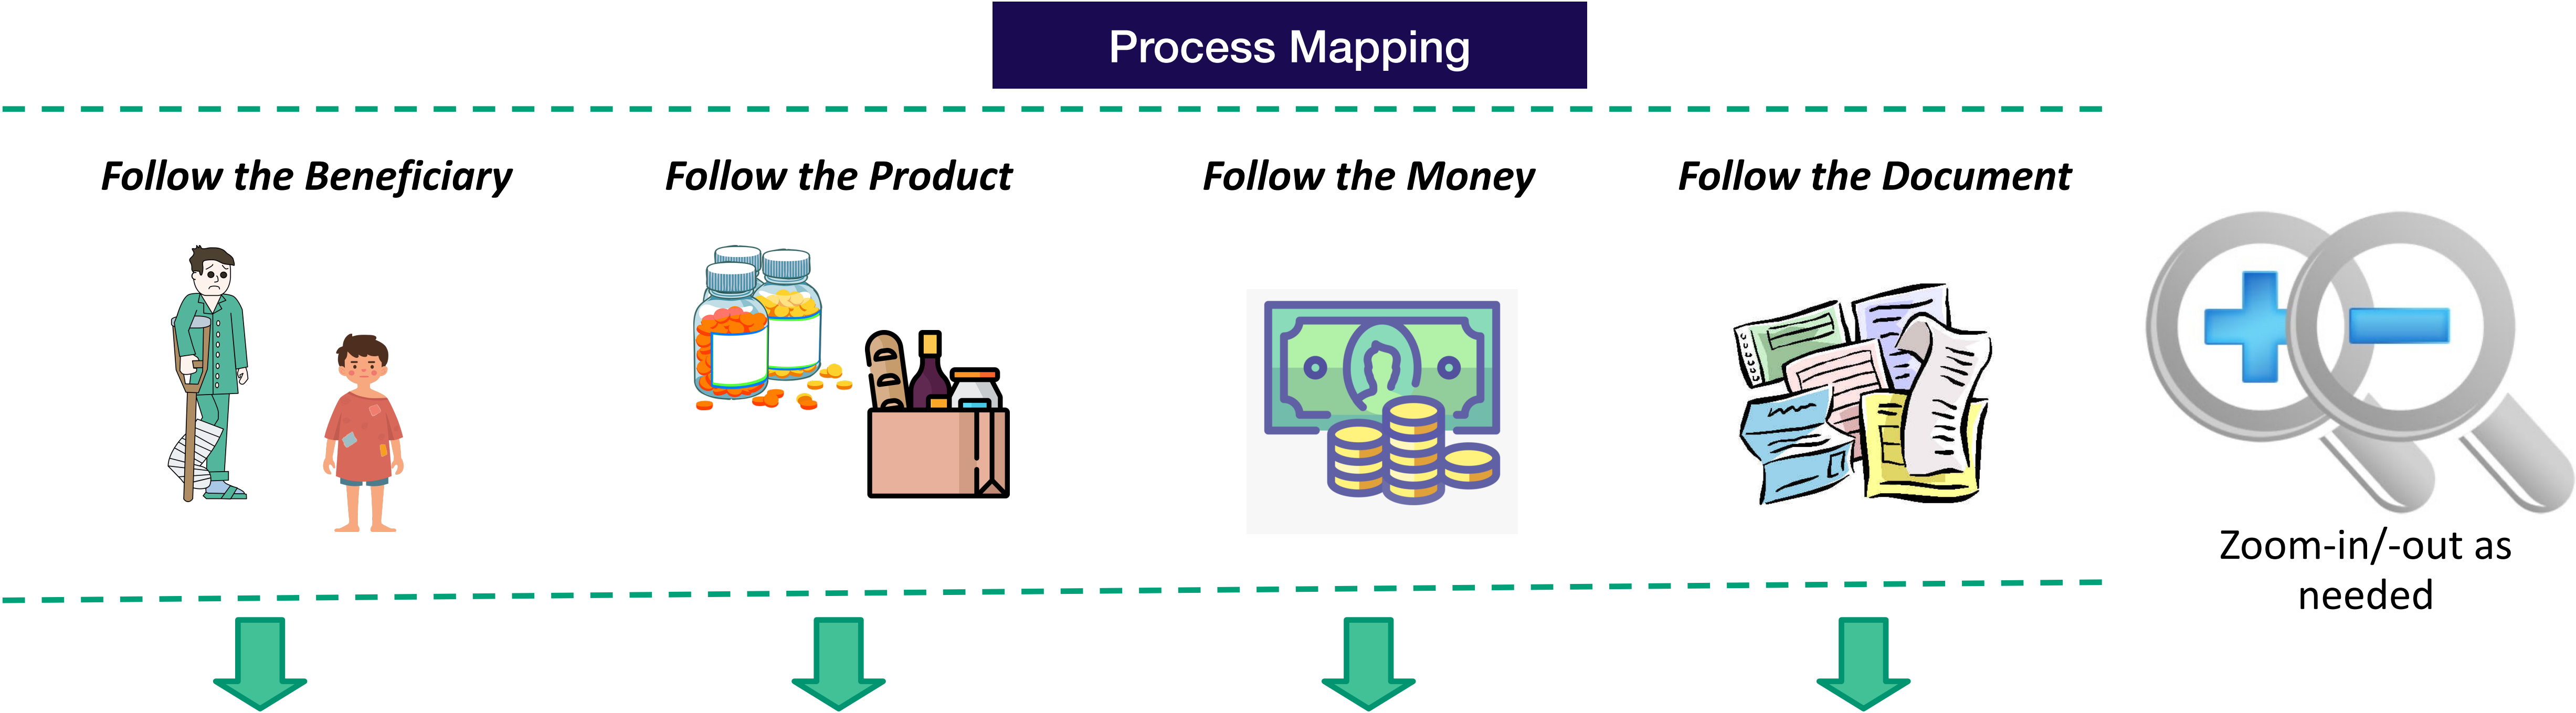 Process Mapping
Follow the Beneficiary
Follow the Product
Follow the Money
Follow the Document
Zoom-in/-out as
needed